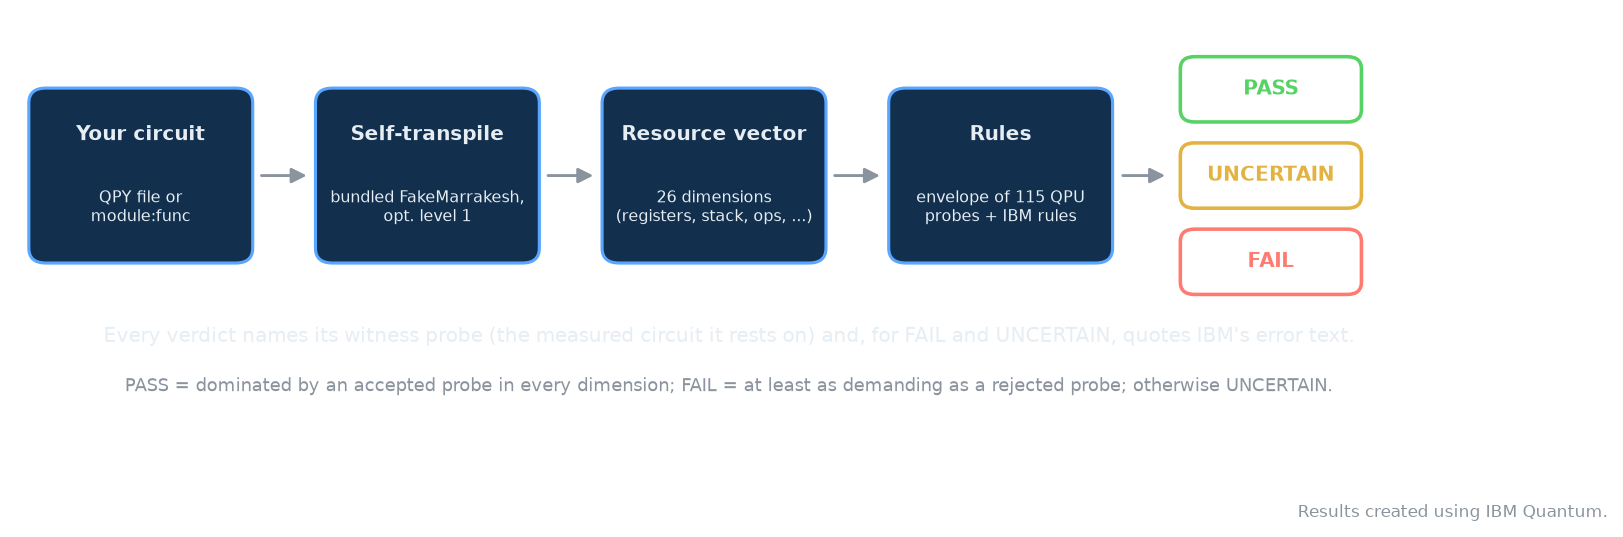 Your circuit
QPY file or
module:func
Self-transpile
bundled FakeMarrakesh,
opt. level 1
Resource vector
26 dimensions
(registers, stack, ops, ...)
Rules
envelope of 115 QPU
probes + IBM rules
PASS
UNCERTAIN
FAIL
Every verdict names its witness probe (the measured circuit it rests on) and, for FAIL and UNCERTAIN, quotes IBM's error text.
PASS = dominated by an accepted probe in every dimension; FAIL = at least as demanding as a rejected probe; otherwise UNCERTAIN.
Results created using IBM Quantum.